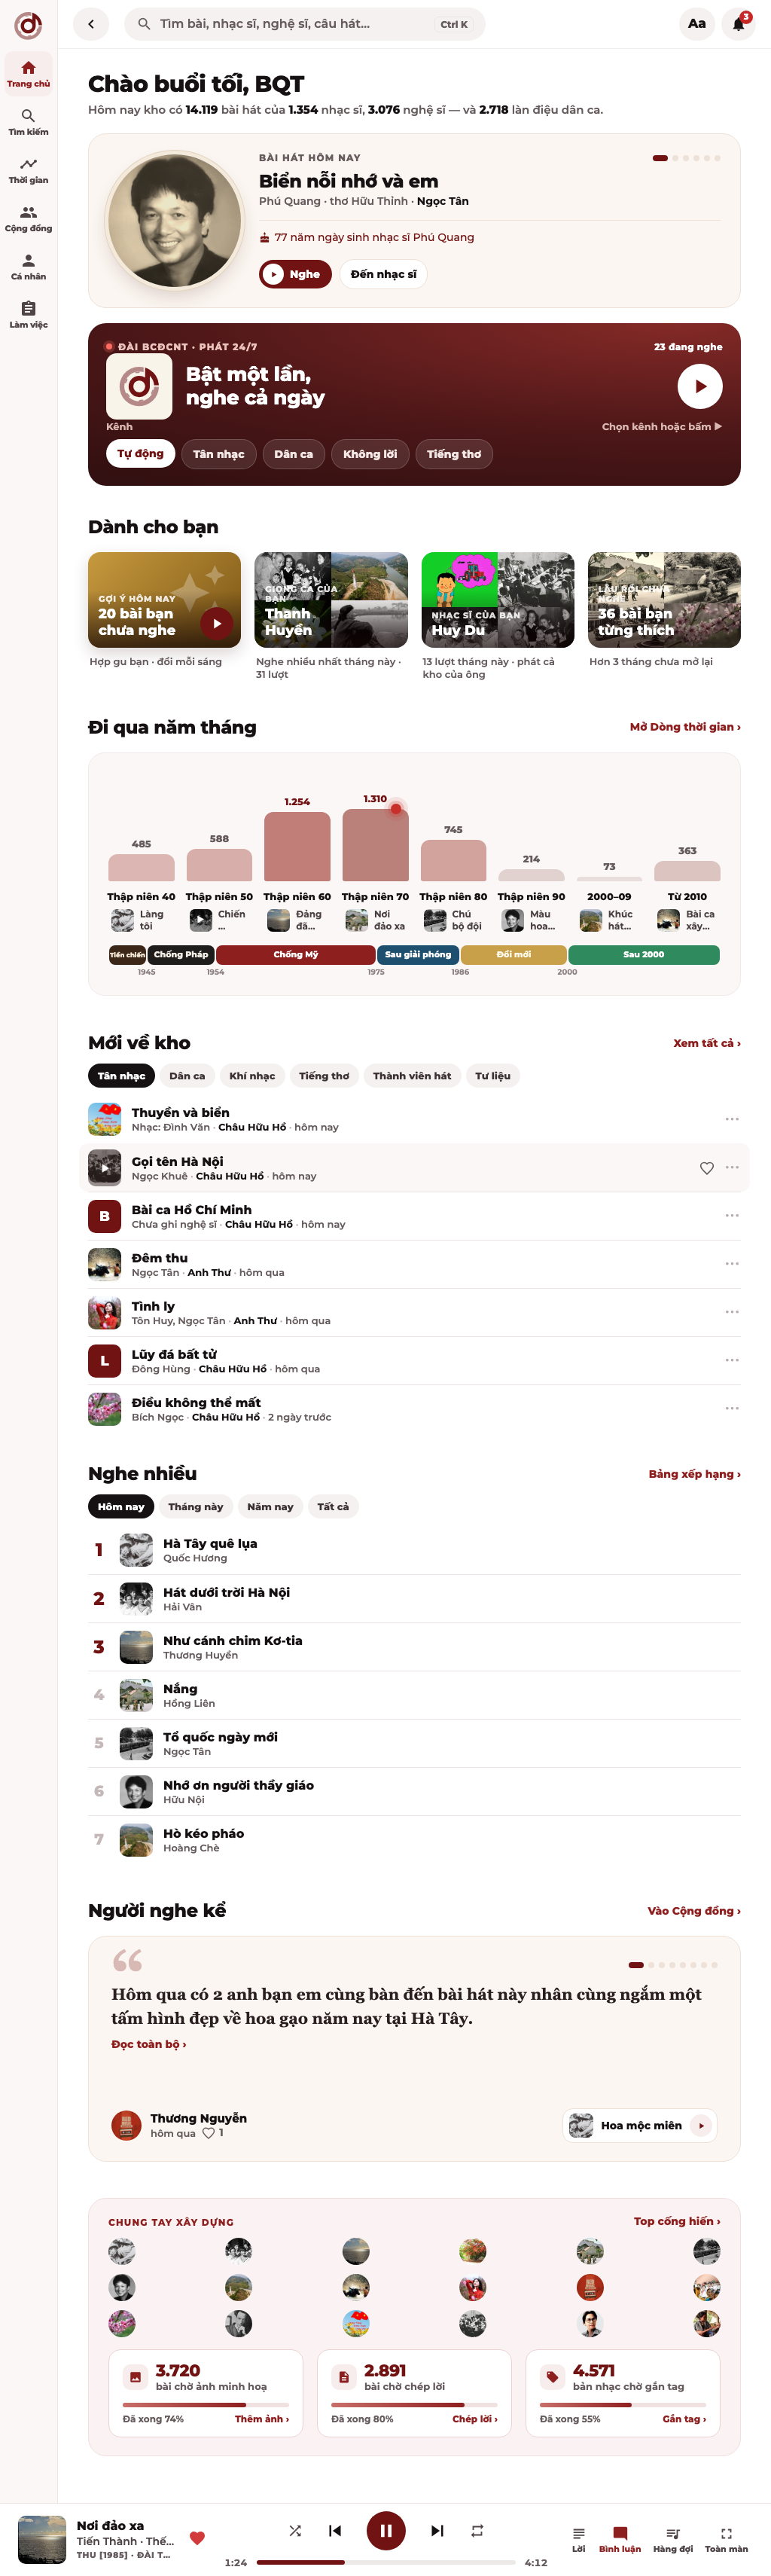 Tìm bài, nhạc sĩ, nghệ sĩ, câu hát...
Ctrl K
Aa
3
Trang chủ
Tìm kiếm
Thời gian
Cộng đồng
Cá nhân
Làm việc
Chào buổi tối, BQT
Hôm nay kho có 14.119 bài hát của 1.354 nhạc sĩ, 3.076 nghệ sĩ — và 2.718 làn điệu dân ca.
BÀI HÁT HÔM NAY
Biển nỗi nhớ và em
Phú Quang · thơ Hữu Thỉnh · Ngọc Tân
77 năm ngày sinh nhạc sĩ Phú Quang
Nghe
Đến nhạc sĩ
ĐÀI BCĐCNT · PHÁT 24/7
23 đang nghe
Bật một lần,
nghe cả ngày
Kênh
Chọn kênh hoặc bấm ▶
Tự động
Tân nhạc
Dân ca
Không lời
Tiếng thơ
Dành cho bạn
GỢI Ý HÔM NAY
20 bài bạn
chưa nghe
Hợp gu bạn · đổi mỗi sáng
GIỌNG CA CỦA
BẠN
Thanh
Huyền
Nghe nhiều nhất tháng này ·
31 lượt
NHẠC SĨ CỦA BẠN
Huy Du
13 lượt tháng này · phát cả
kho của ông
LÂU RỒI CHƯA
NGHE
36 bài bạn
từng thích
Hơn 3 tháng chưa mở lại
Đi qua năm tháng
Mở Dòng thời gian ›
485
588
1.254
1.310
745
214
73
363
Thập niên 40
Thập niên 50
Thập niên 60
Thập niên 70
Thập niên 80
Thập niên 90
2000–09
Từ 2010
Làng
tôi
Chiến
...
Đảng
đã...
Nơi
đảo xa
Chú
bộ đội
Màu
hoa...
Khúc
hát...
Bài ca
xây...
Tiền chiến
Chống Pháp
Chống Mỹ
Sau giải phóng
Đổi mới
Sau 2000
1945
1954
1975
1986
2000
Mới về kho
Xem tất cả ›
Tân nhạc
Dân ca
Khí nhạc
Tiếng thơ
Thành viên hát
Tư liệu
Thuyền và biển
Nhạc: Đình Văn · Châu Hữu Hồ · hôm nay
Gọi tên Hà Nội
Ngọc Khuê · Châu Hữu Hồ · hôm nay
B
Bài ca Hồ Chí Minh
Chưa ghi nghệ sĩ · Châu Hữu Hồ · hôm nay
Đêm thu
Ngọc Tân · Anh Thư · hôm qua
Tình ly
Tôn Huy, Ngọc Tân · Anh Thư · hôm qua
L
Lũy đá bất tử
Đông Hùng · Châu Hữu Hồ · hôm qua
Điều không thể mất
Bích Ngọc · Châu Hữu Hồ · 2 ngày trước
Nghe nhiều
Bảng xếp hạng ›
Hôm nay
Tháng này
Năm nay
Tất cả
1
Hà Tây quê lụa
Quốc Hương
2
Hát dưới trời Hà Nội
Hải Vân
3
Như cánh chim Kơ-tia
Thương Huyền
4
Nắng
Hồng Liên
5
Tổ quốc ngày mới
Ngọc Tân
6
Nhớ ơn người thầy giáo
Hữu Nội
7
Hò kéo pháo
Hoàng Chè
Người nghe kể
Vào Cộng đồng ›
“
Hôm qua có 2 anh bạn em cùng bàn đến bài hát này nhân cùng ngắm một
tấm hình đẹp về hoa gạo năm nay tại Hà Tây.
Đọc toàn bộ ›
Thương Nguyễn
hôm qua
1
Hoa mộc miên
CHUNG TAY XÂY DỰNG
Top cống hiến ›
3.720
bài chờ ảnh minh hoạ
Đã xong 74%
Thêm ảnh ›
2.891
bài chờ chép lời
Đã xong 80%
Chép lời ›
4.571
bản nhạc chờ gắn tag
Đã xong 55%
Gắn tag ›
Nơi đảo xa
Tiến Thành · Thế...
THU [1985] · ĐÀI T...
1:24
4:12
Lời
Bình luận
Hàng đợi
Toàn màn